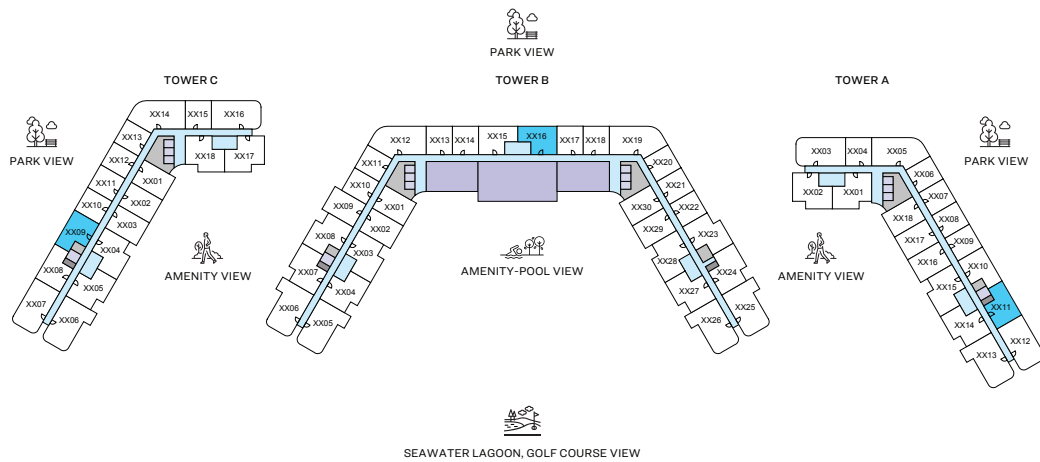 PARK VIEW
TOWER C
TOWER B
TOWER A
PARK VIEW
PARK VIEW
XX14
XX15
XX16
XX13
XX12
XX11
XX10
XX09
XX08
XX07
XX06
XX05
XX04
XX03
XX02
XX01
XX18
XX17
AMENITY VIEW
XX12
XX13
XX14
XX15
XX16
XX17
XX18
XX19
XX11
XX10
XX09
XX08
XX07
XX06
XX05
XX04
XX03
XX02
XX01
XX20
XX21
XX22
XX23
XX24
XX25
XX26
XX27
XX28
XX29
XX30
AMENITY-POOL VIEW
AMENITY VIEW
XX03
XX04
XX05
XX02
XX01
XX06
XX07
XX08
XX09
XX10
XX11
XX12
XX13
XX14
XX15
XX16
XX17
XX18
SEAWATER LAGOON, GOLF COURSE VIEW